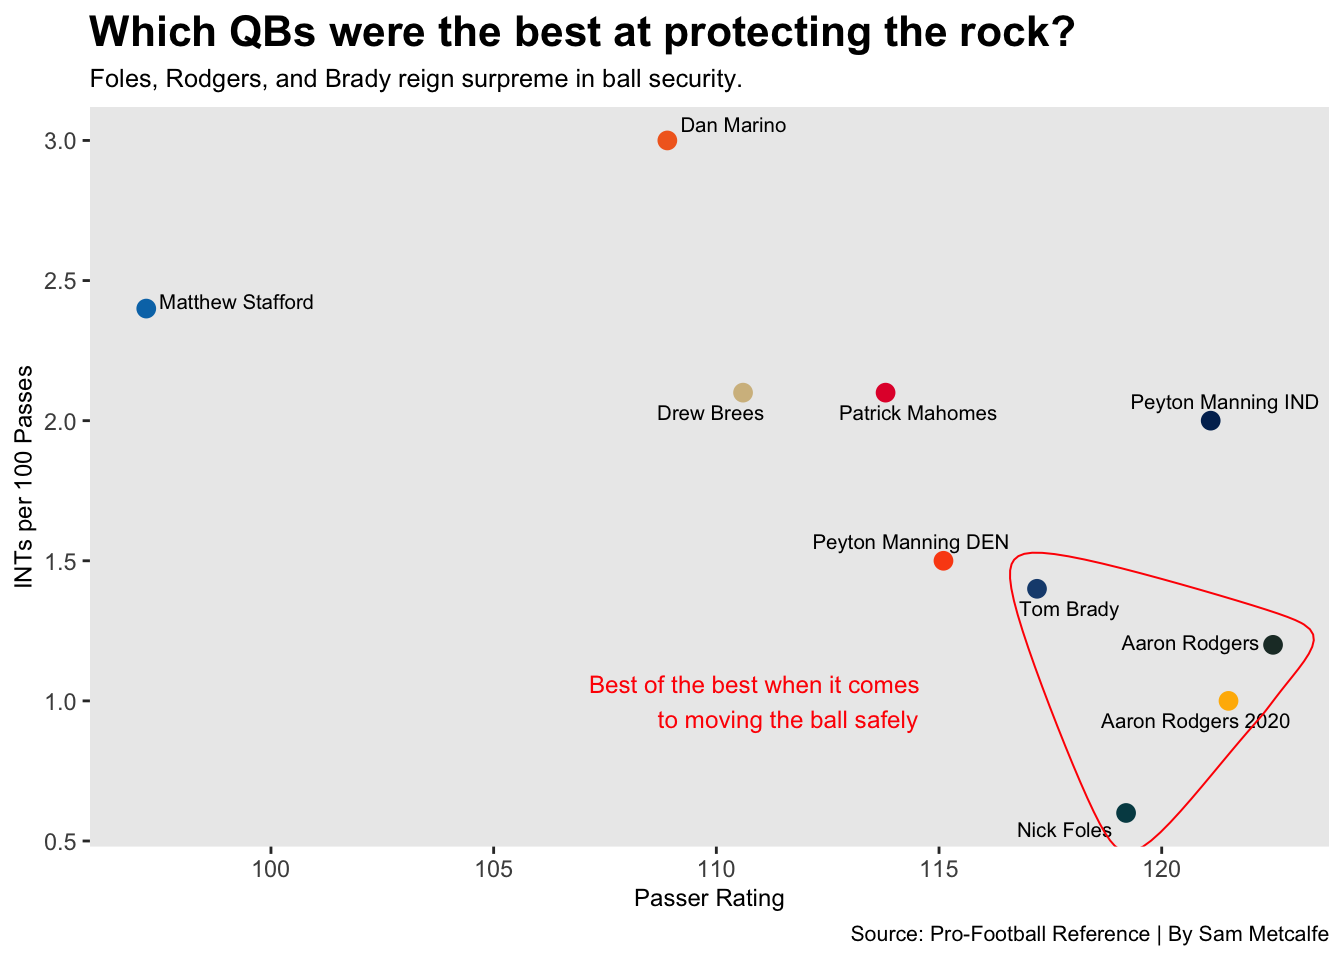 Which QBs were the best at protecting the rock?
Foles, Rodgers, and Brady reign surpreme in ball security.
Dan Marino
3.0
2.5
Matthew Stafford
Drew Brees
Patrick Mahomes
Peyton Manning IND
2.0
INTs per 100 Passes
Peyton Manning DEN
1.5
Tom Brady
Aaron Rodgers
Best of the best when it comes
to moving the ball safely
1.0
Aaron Rodgers 2020
Nick Foles
0.5
100
105
110
115
120
Passer Rating
Source: Pro-Football Reference | By Sam Metcalfe